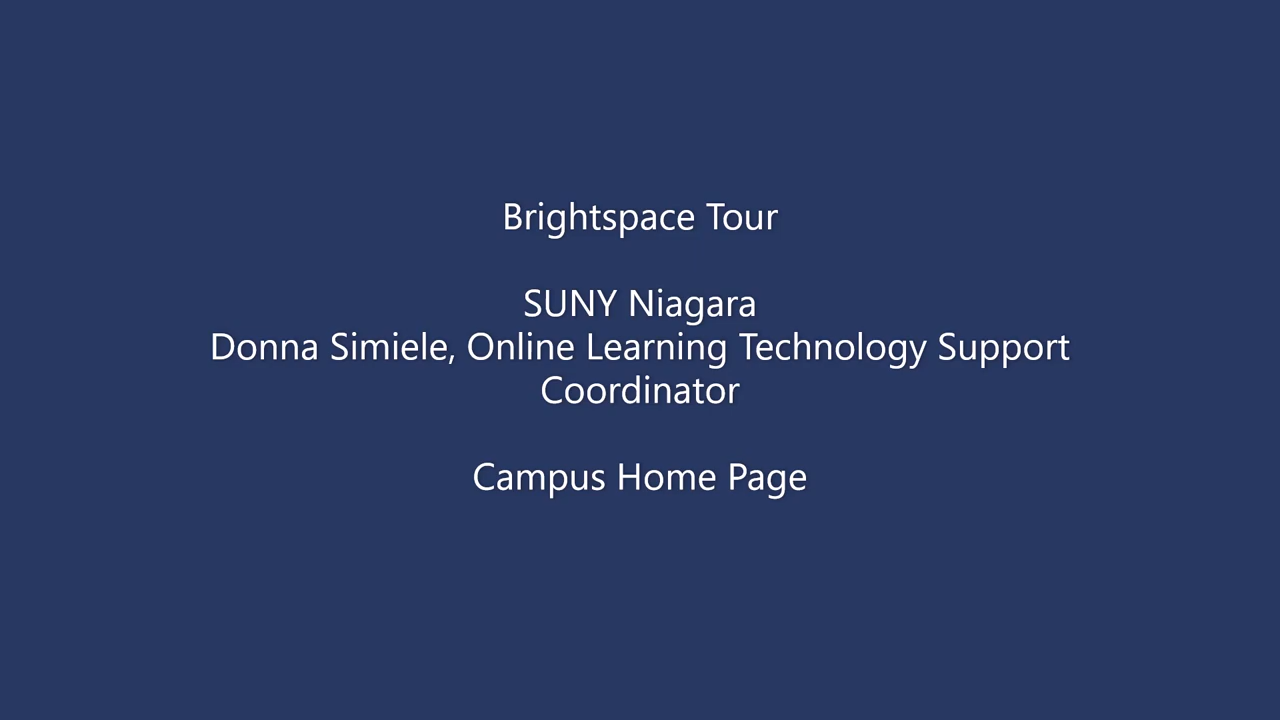 Brightspace Tour
SUNY Niagara
Donna Simiele, Online Learning Technology Support
Coordinator
Campus Home Page